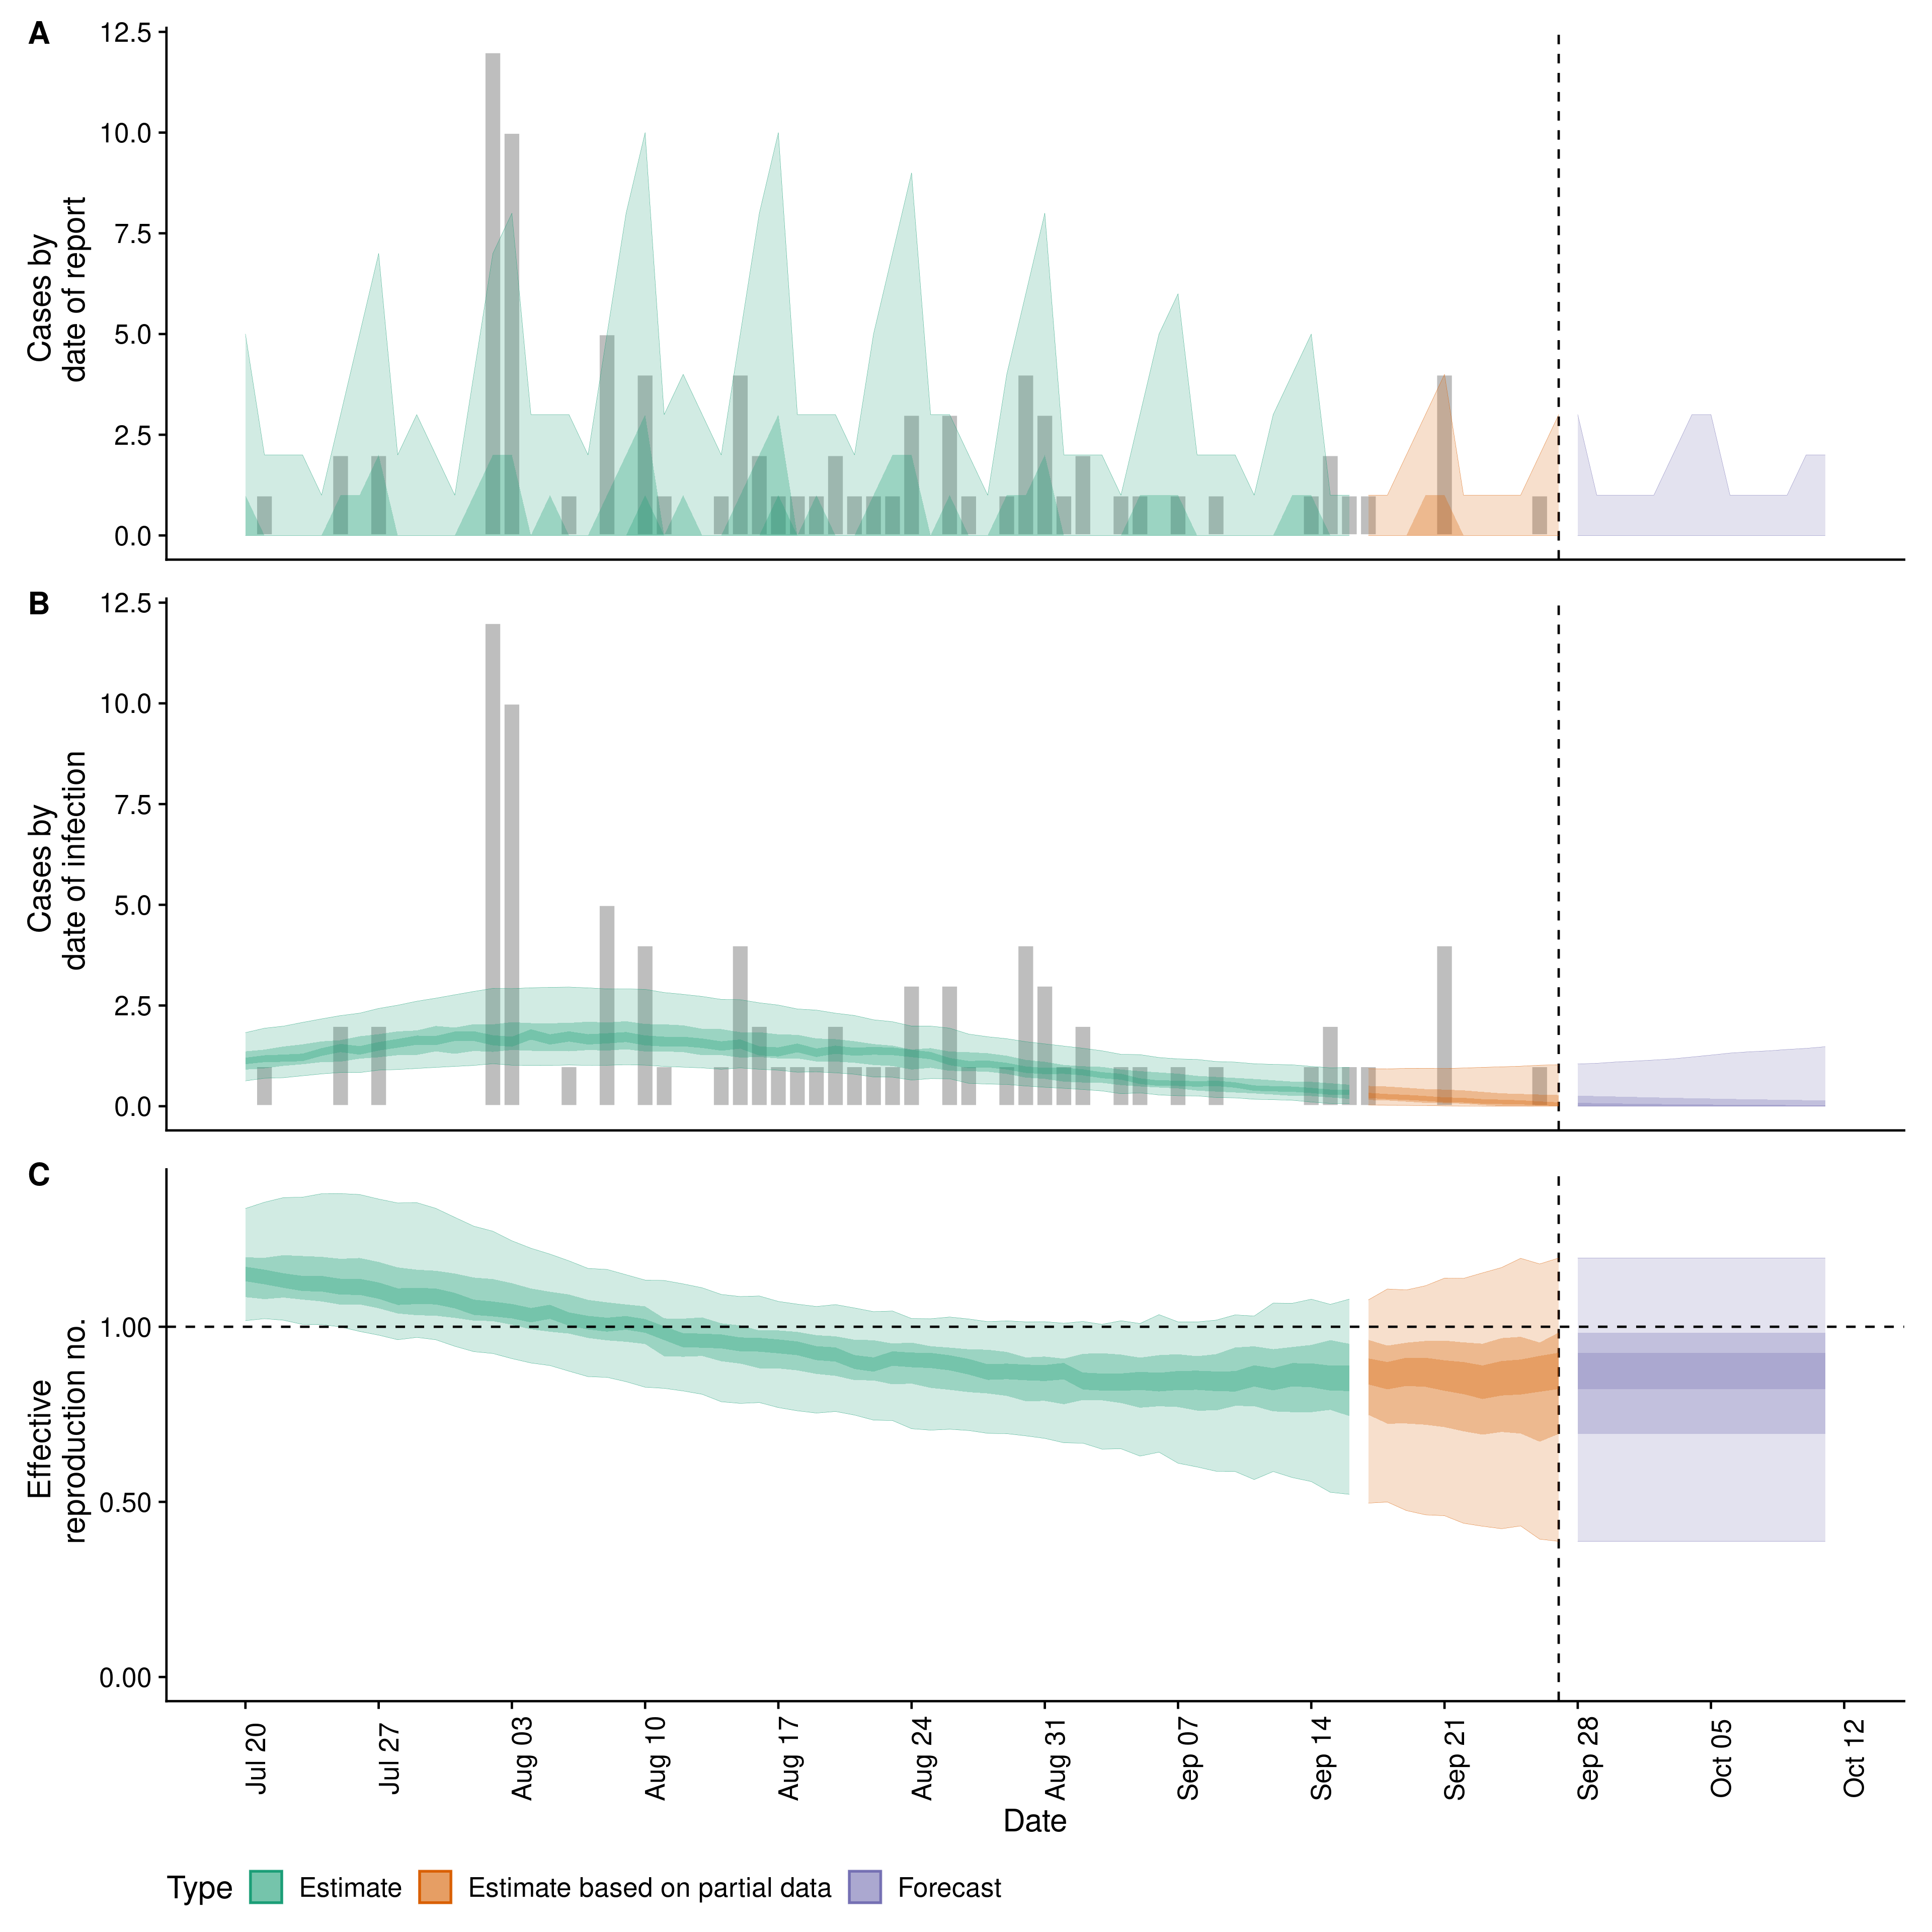 A
Cases by
date of report
12.5
10.0
7.5
5.0
2.5
0.0
B
Cases by
date of infection
12.5
10.0
7.5
5.0
2.5
0.0
C
Effective
reproduction no.
1.00
0.50
0.00
Jul 20
Jul 27
Aug 03
Aug 10
Aug 17
Aug 24
Aug 31
Sep 07
Sep 14
Sep 21
Sep 28
Oct 05
Oct 12
Date
Type Estimate Estimate based on partial data Forecast